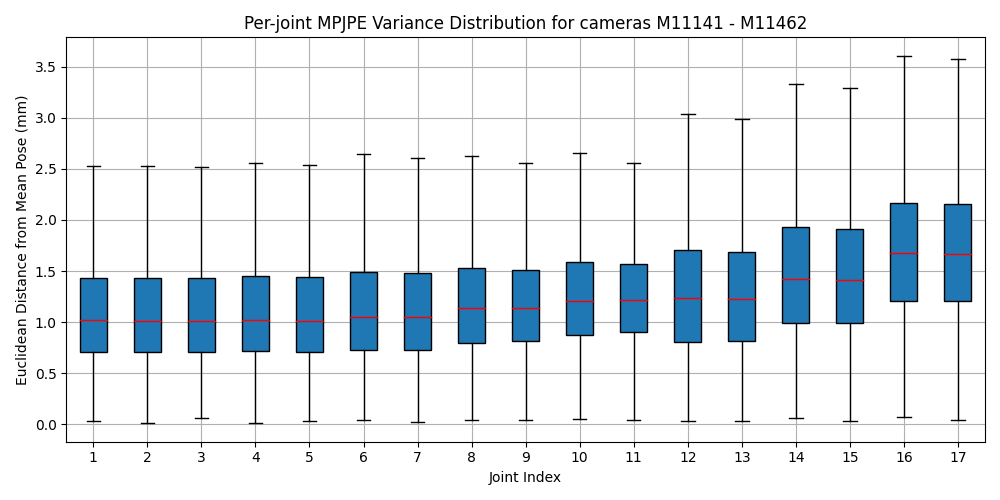 Per-joint MPJPE Variance Distribution for cameras M11141 - M11462
Euclidean Distance from Mean Pose (mm)
3.5
3.0
2.5
2.0
1.5
1.0
0.5
0.0
1 2 3 4 5 6 7 8 9 10 11 12 13 14 15 16 17
Joint Index